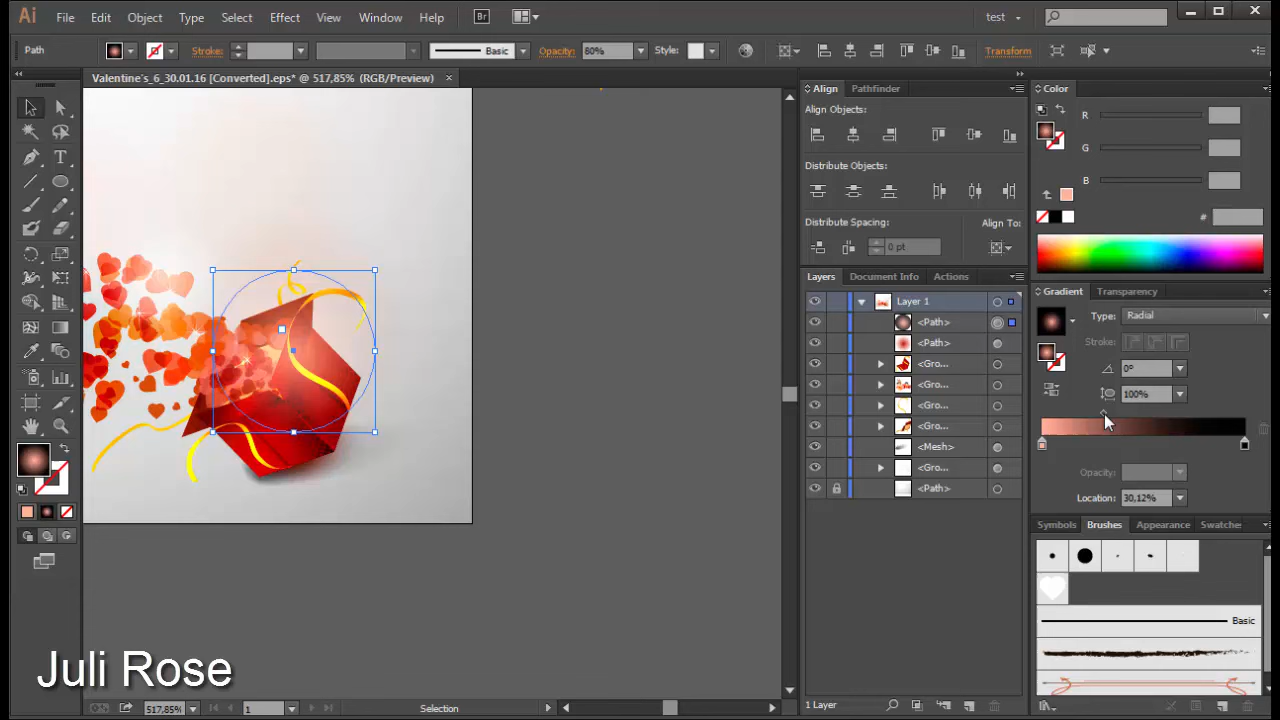 Ai File Edit Object Type Select Effect View Window Help Br test
Path Stroke: Basic Opacity: 80% Style: Transform
Valentine's_6_30.01.16 [Converted].eps* @ 517,85% (RGB/Preview) ×
Align Pathfinder
Align Objects:
Distribute Objects:
Distribute Spacing: Align To:
0 pt
Layers Document Info Actions
Layer 1
<Path>
<Path>
<Gro...
<Gro...
<Gro...
<Gro...
<Mesh>
<Gro...
<Path>
1 Layer
Color
R
G
B
#
Gradient Transparency
Type: Radial
Stroke:
0°
100%
Opacity:
Location: 30,12%
Symbols Brushes Appearance Swatches
Basic
Juli Rose
517,85% 1 Selection